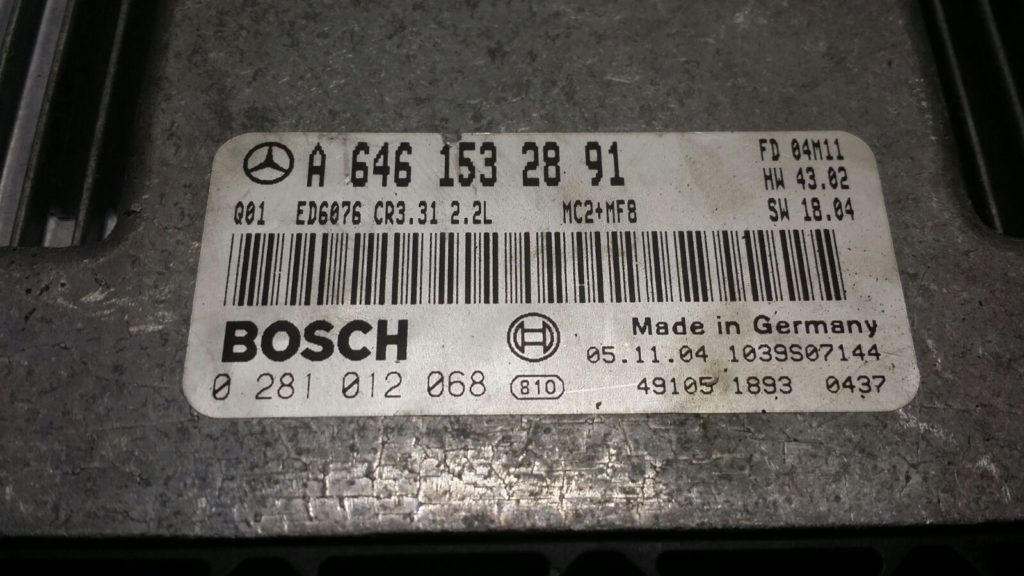 A 646 153 28 91
FD 04M11
HW 43.02
Q01 ED6076 CR3.31 2.2L MC2+MF8 SW 18.04
BOSCH
Made in Germany
05.11.04 1039S07144
0 281 012 068 810 49105 1893 0437